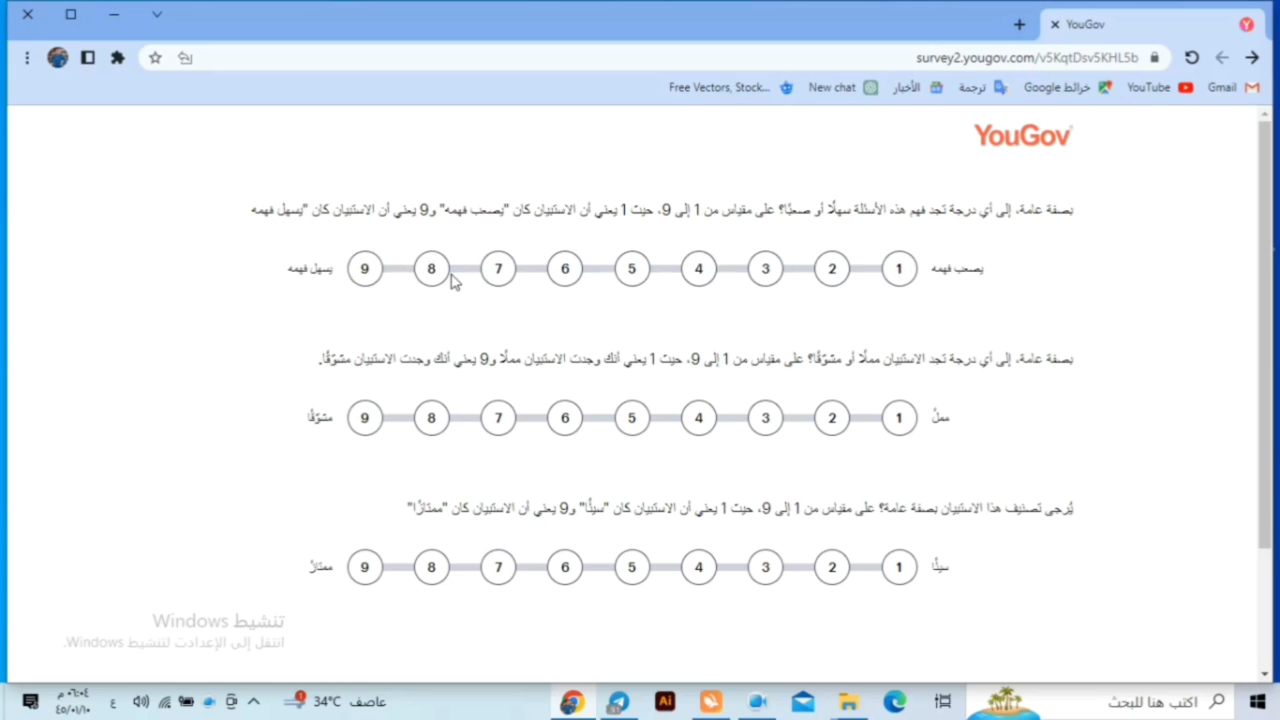 YouGov
survey2.yougov.com/v5KqtDsv5KHL5b
Gmail
YouTube
خرائط Google
ترجمة
الأخبار
New chat
Free Vectors, Stock...
YouGov
بصفة عامة، إلى أي درجة تجد فهم هذه الأسئلة سهلًا أو صعبًا؟ على مقياس من 1 إلى 9، حيث 1 يعني أن الاستبيان كان "يصعب فهمه" و9 يعني أن الاستبيان كان "يسهل فهمه
يصعب فهمه 1 2 3 4 5 6 7 8 9 يسهل فهمه
بصفة عامة، إلى أي درجة تجد الاستبيان مملًا أو مشوّقًا؟ على مقياس من 1 إلى 9، حيث 1 يعني أنك وجدت الاستبيان مملًا و9 يعني أنك وجدت الاستبيان مشوّقًا.
مملً 1 2 3 4 5 6 7 8 9 مشوّقًا
يُرجى تصنيف هذا الاستبيان بصفة عامة؟ على مقياس من 1 إلى 9، حيث 1 يعني أن الاستبيان كان "سيئًا" و9 يعني أن الاستبيان كان "ممتازًا"
سيئًا 1 2 3 4 5 6 7 8 9 ممتازً
تنشيط Windows
انتقل إلى الإعدادات لتنشيط Windows.
اكتب هنا للبحث
Ai
34°C عاصف
ع
٠٦:٠٤ م
٤٥/٠١/١٠